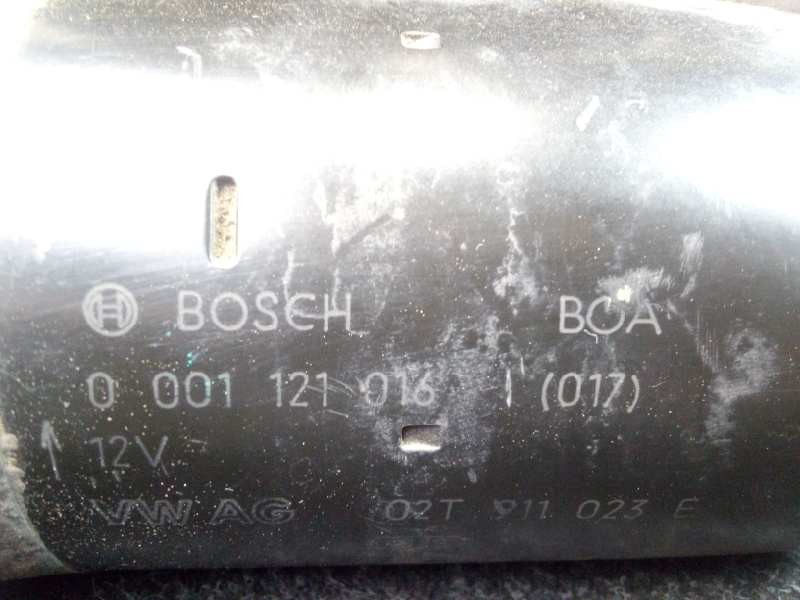 BOSCH BOA
0 001 121 016 | (017)
12V
VW AG 02T 911 023 E